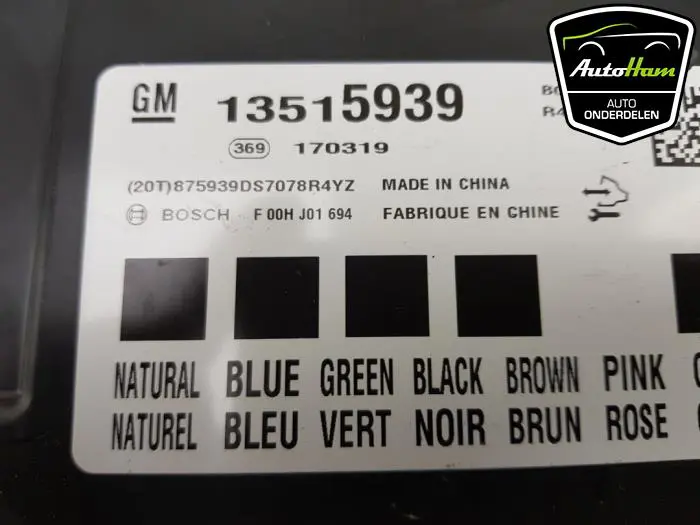 AutoHam
AUTO
ONDERDELEN
GM 13515939
369 170319
(20T)875939DS7078R4YZ MADE IN CHINA
BOSCH F 00H J01 694 FABRIQUE EN CHINE
NATURAL BLUE GREEN BLACK BROWN PINK
NATUREL BLEU VERT NOIR BRUN ROSE